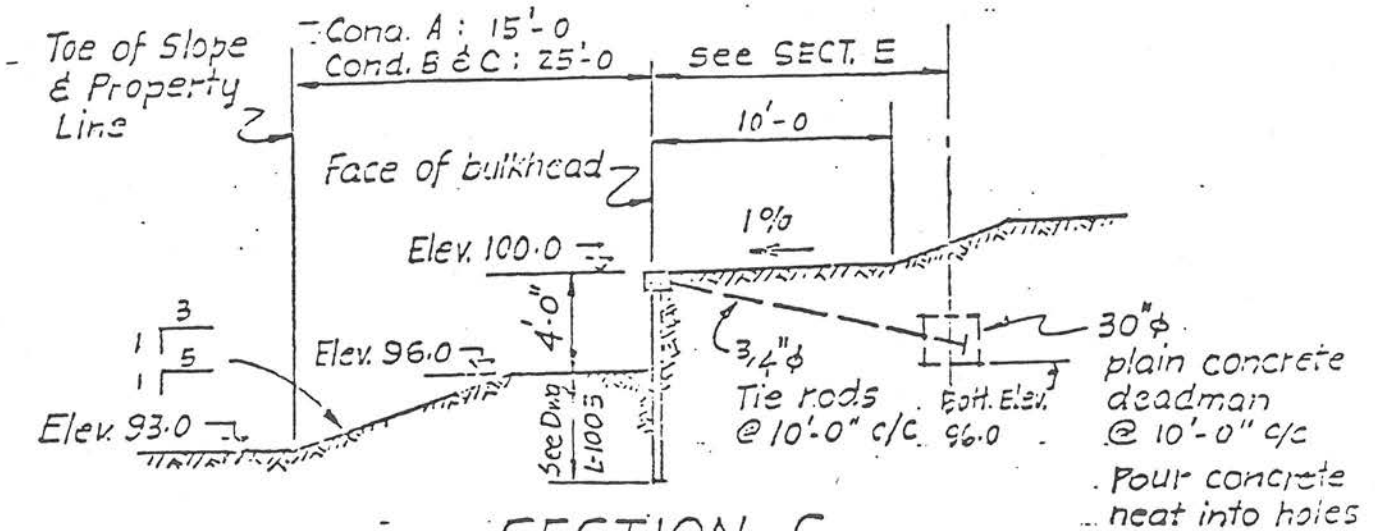 Toe of Slope
& Property
Line
Cond. A : 15'-0
Cond. B & C : 25'-0
see SECT. E
10'-0
Face of bulkhead
1%
Elev. 100.0
4'-0"
3
1
5
1
Elev. 96.0
Elev. 93.0
See Dwg
L-1003
3/4"φ
Tie rods
@ 10'-0" c/c
Bott. Elev.
96.0
30"φ
plain concrete
deadman
@ 10'-0" c/c
Pour concrete
neat into holes
SECTION